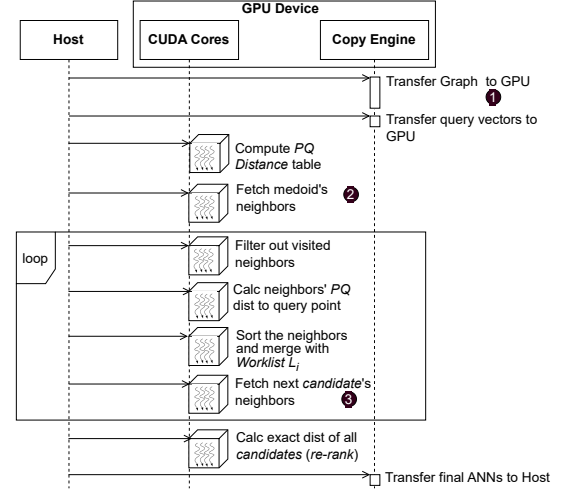 GPU Device
Host
CUDA Cores
Copy Engine
Transfer Graph to GPU
1
Transfer query vectors to
GPU
Compute PQ
Distance table
Fetch medoid's
neighbors
2
loop
Filter out visited
neighbors
Calc neighbors' PQ
dist to query point
Sort the neighbors
and merge with
Worklist Li
Fetch next candidate's
neighbors
3
Calc exact dist of all
candidates (re-rank)
Transfer final ANNs to Host